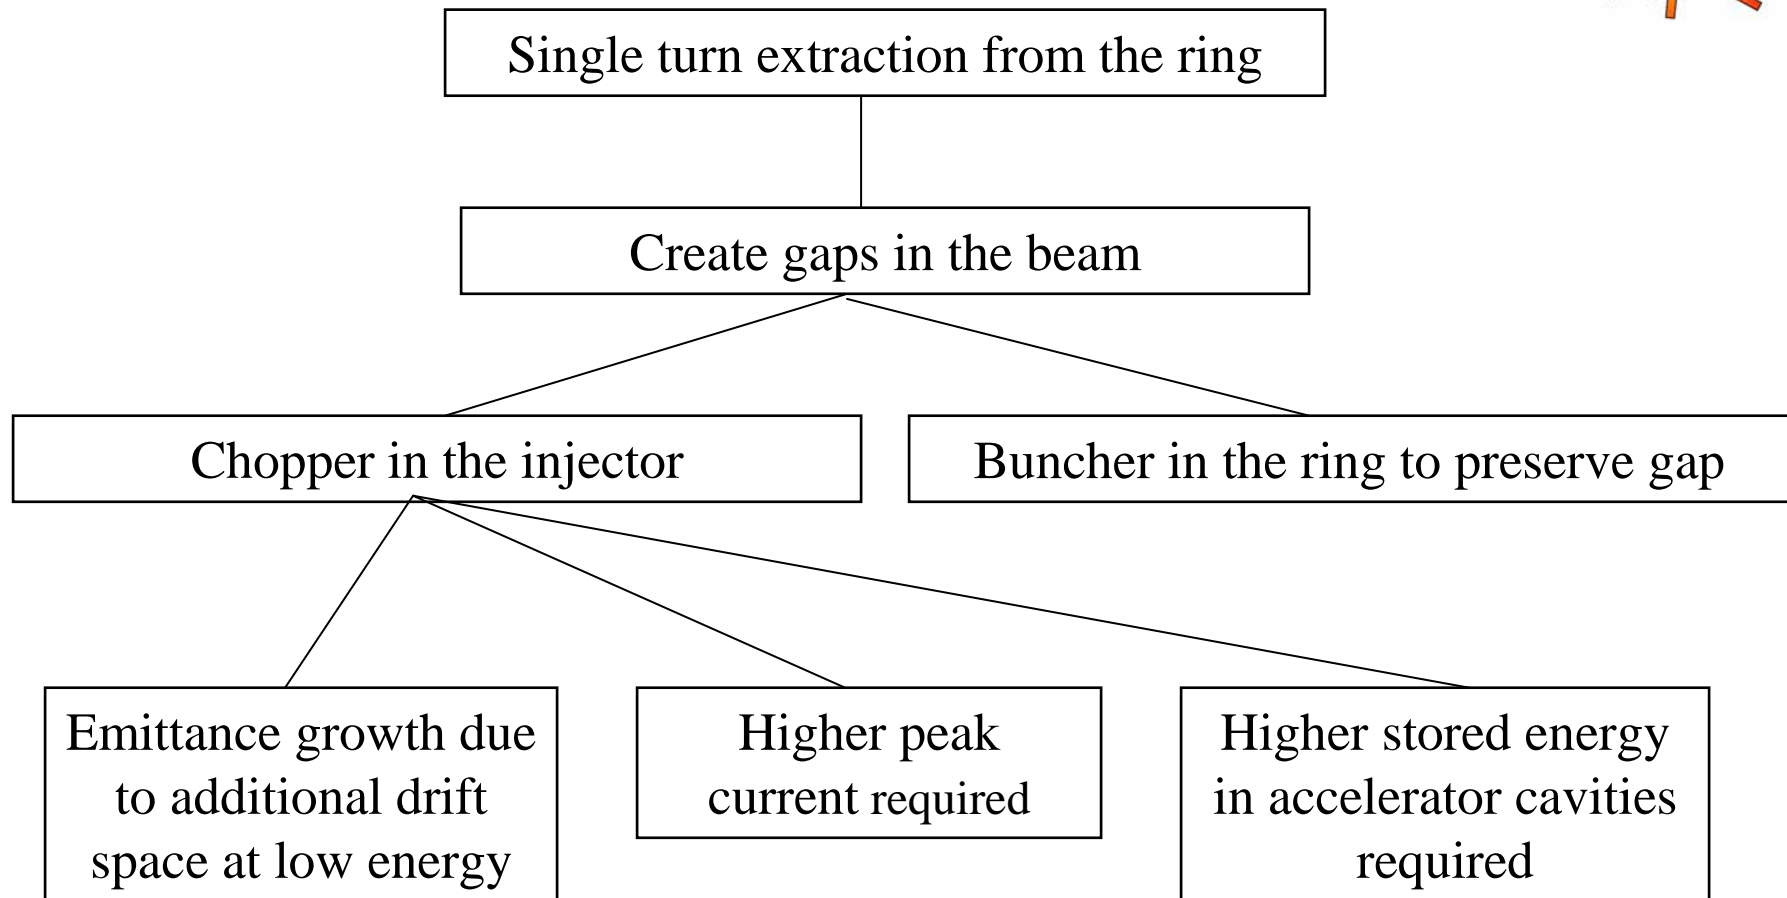 Single turn extraction from the ring
Create gaps in the beam
Chopper in the injector
Buncher in the ring to preserve gap
Emittance growth due
to additional drift
space at low energy
Higher peak
current required
Higher stored energy
in accelerator cavities
required